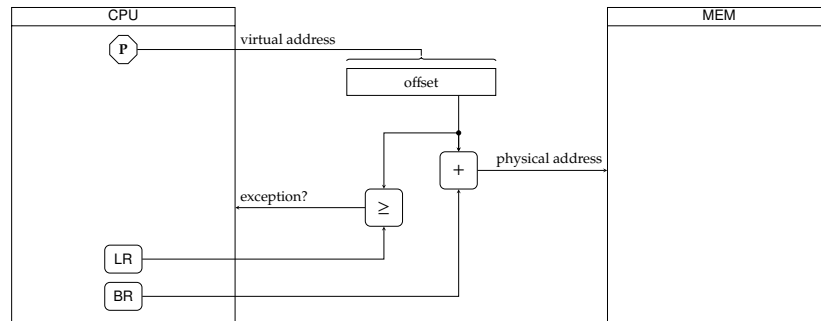 CPU
MEM
P
virtual address
offset
+
physical address
exception?
≥
LR
BR